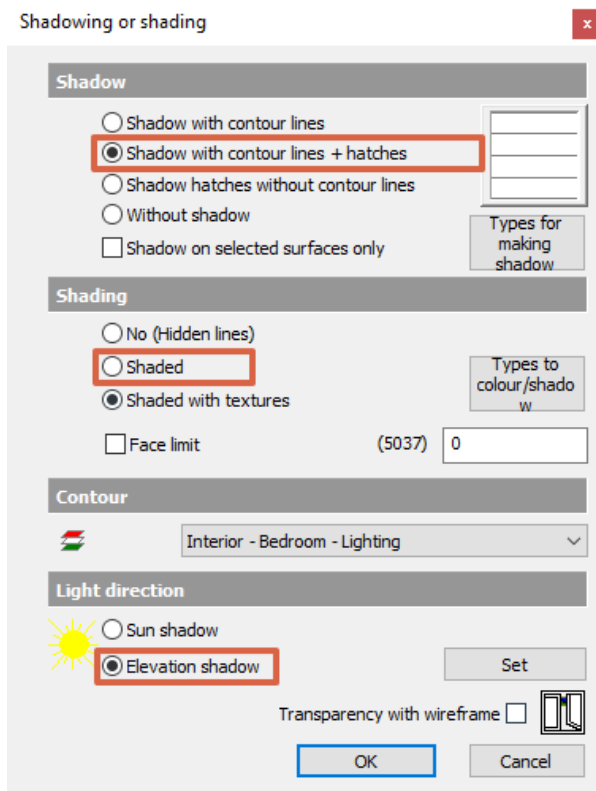 Shadowing or shading
x
Shadow
Shadow with contour lines
Shadow with contour lines + hatches
Shadow hatches without contour lines
Without shadow
Types for
making
shadow
Shadow on selected surfaces only
Shading
No (Hidden lines)
Shaded
Types to
colour/shado
w
Shaded with textures
Face limit (5037) 0
Contour
Interior - Bedroom - Lighting
Light direction
Sun shadow
Elevation shadow Set
Transparency with wireframe
OK Cancel